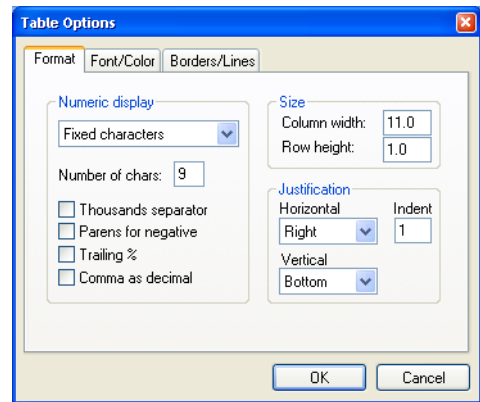 Table Options
Format Font/Color Borders/Lines
Numeric display
Fixed characters
Number of chars: 9
Thousands separator
Parens for negative
Trailing %
Comma as decimal
Size
Column width: 11.0
Row height: 1.0
Justification
Horizontal Indent
Right 1
Vertical
Bottom
OK Cancel